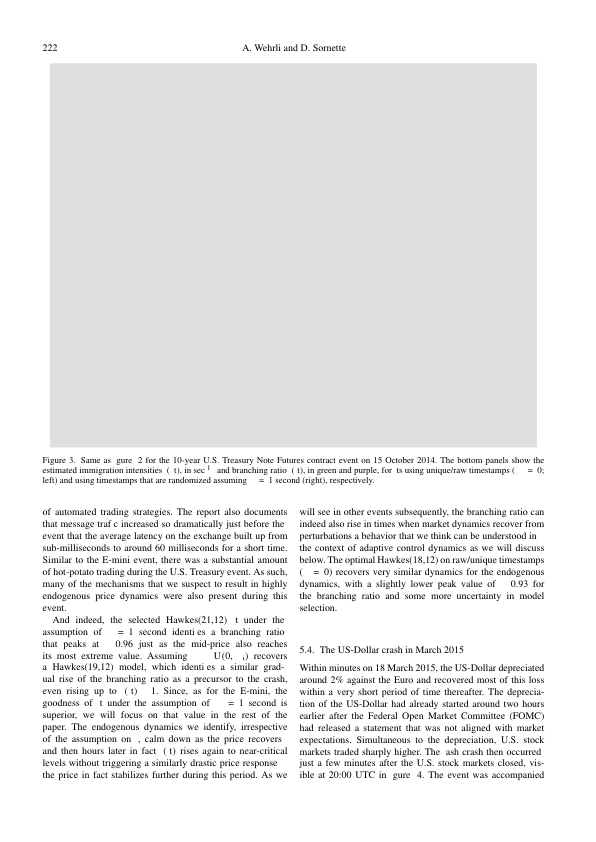 222
A. Wehrli and D. Sornette
Figure 3. Same as gure 2 for the 10-year U.S. Treasury Note Futures contract event on 15 October 2014. The bottom panels show the
estimated immigration intensities ( t), in sec 1 and branching ratio ( t), in green and purple, for ts using unique/raw timestamps ( = 0;
left) and using timestamps that are randomized assuming = 1 second (right), respectively.
of automated trading strategies. The report also documents
that message traf c increased so dramatically just before the
event that the average latency on the exchange built up from
sub-milliseconds to around 60 milliseconds for a short time.
Similar to the E-mini event, there was a substantial amount
of hot-potato trading during the U.S. Treasury event. As such,
many of the mechanisms that we suspect to result in highly
endogenous price dynamics were also present during this
event.
And indeed, the selected Hawkes(21,12) t under the
assumption of = 1 second identi es a branching ratio
that peaks at 0.96 just as the mid-price also reaches
its most extreme value. Assuming U(0, i) recovers
a Hawkes(19,12) model, which identi es a similar grad-
ual rise of the branching ratio as a precursor to the crash,
even rising up to ( t) 1. Since, as for the E-mini, the
goodness of t under the assumption of = 1 second is
superior, we will focus on that value in the rest of the
paper. The endogenous dynamics we identify, irrespective
of the assumption on , calm down as the price recovers
and then hours later in fact ( t) rises again to near-critical
levels without triggering a similarly drastic price response
the price in fact stabilizes further during this period. As we
will see in other events subsequently, the branching ratio can
indeed also rise in times when market dynamics recover from
perturbations a behavior that we think can be understood in
the context of adaptive control dynamics as we will discuss
below. The optimal Hawkes(18,12) on raw/unique timestamps
( = 0) recovers very similar dynamics for the endogenous
dynamics, with a slightly lower peak value of 0.93 for
the branching ratio and some more uncertainty in model
selection.
5.4. The US-Dollar crash in March 2015
Within minutes on 18 March 2015, the US-Dollar depreciated
around 2% against the Euro and recovered most of this loss
within a very short period of time thereafter. The deprecia-
tion of the US-Dollar had already started around two hours
earlier after the Federal Open Market Committee (FOMC)
had released a statement that was not aligned with market
expectations. Simultaneous to the depreciation, U.S. stock
markets traded sharply higher. The ash crash then occurred
just a few minutes after the U.S. stock markets closed, vis-
ible at 20:00 UTC in gure 4. The event was accompanied